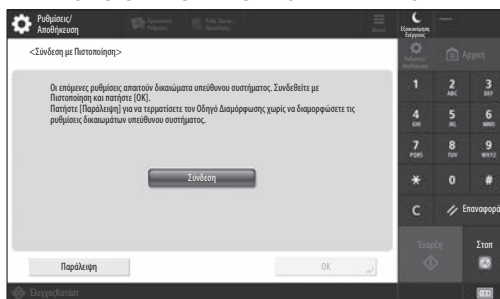 Ρυθμίσεις/
Αποθήκευση
Εξοικονόμηση
Ενέργειας
<Σύνδεση με Πιστοποίηση>
Αρχική
Οι επόμενες ρυθμίσεις απαιτούν δικαιώματα υπεύθυνου συστήματος. Συνδεθείτε με
Πιστοποίηση και πατήστε [OK].
Πατήστε [Παράλειψη] για να τερματίσετε τον Οδηγό Διαμόρφωσης χωρίς να διαμορφώσετε τις
ρυθμίσεις δικαιωμάτων υπεύθυνου συστήματος.
1 2 3
ABC DEF
4 5 6
GHI JKL MNO
7 8 9
PQRS TUV WXYZ
Σύνδεση
* 0 #
C Επαναφορά
Έναρξη Στοπ
Παράλειψη OK
ΕλεγχοςΚατάστ